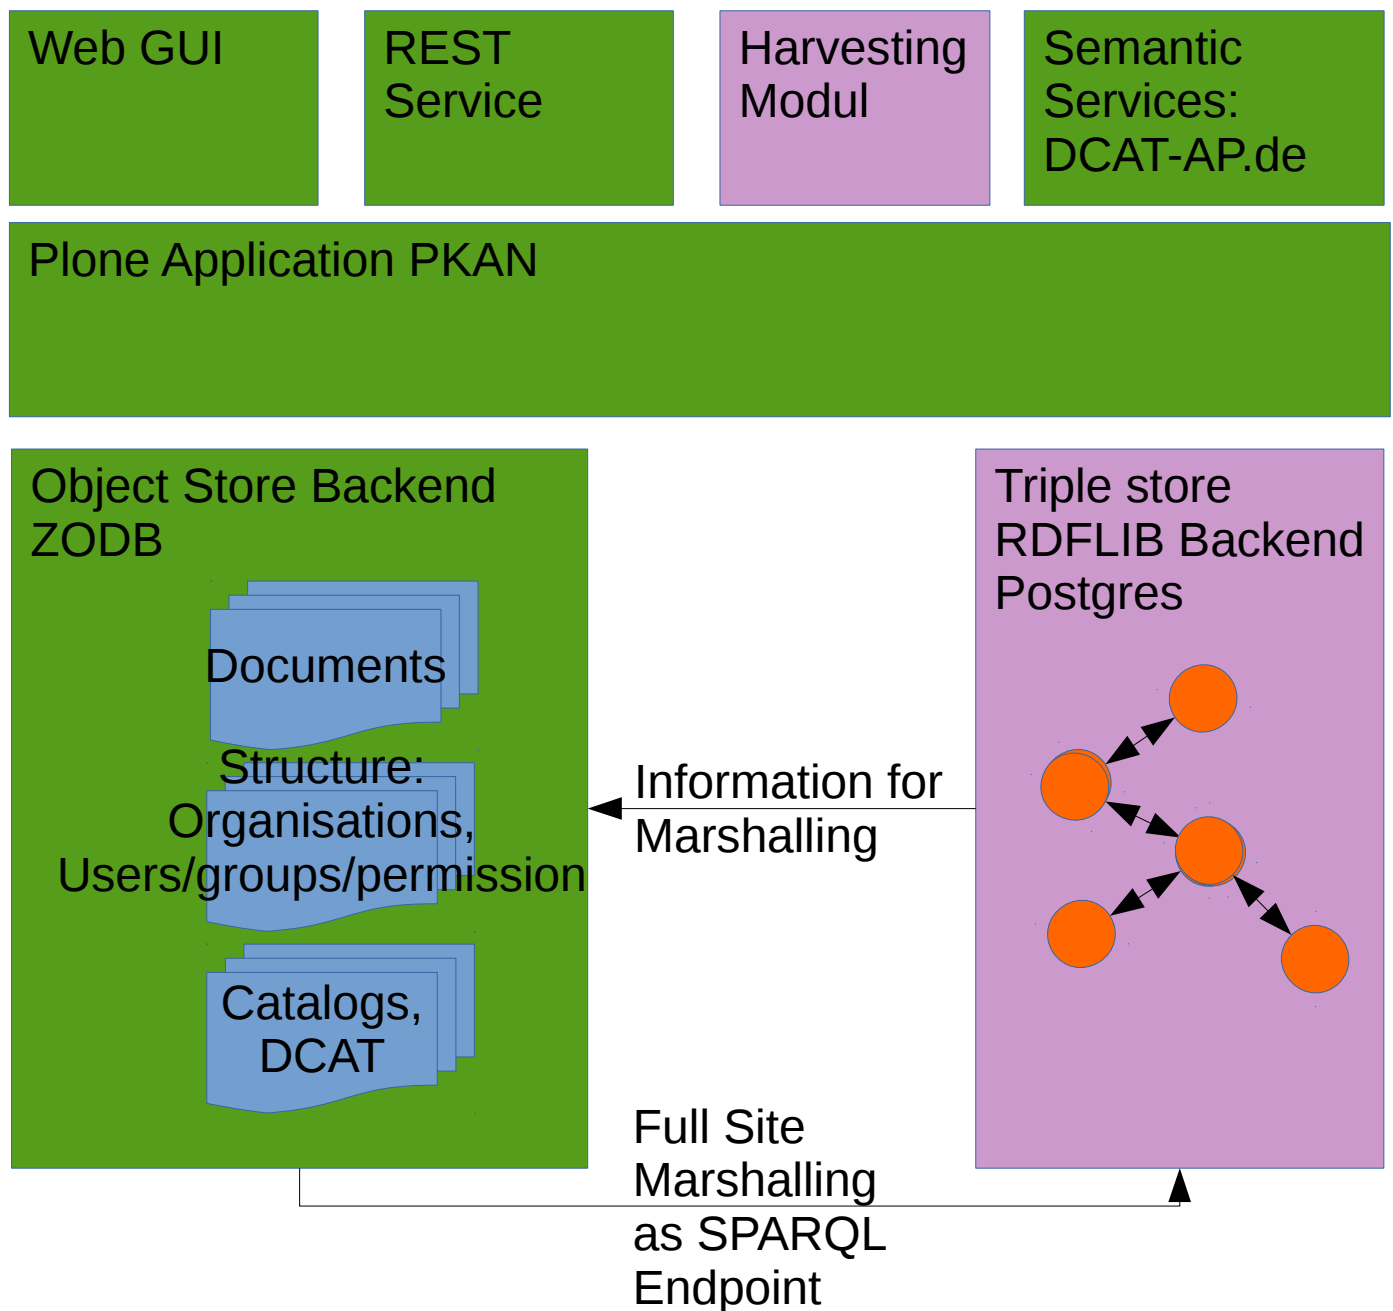 Web GUI
REST
Service
Harvesting
Modul
Semantic
Services:
DCAT-AP.de
Plone Application PKAN
Object Store Backend
ZODB
Documents
Structure:
Organisations,
Users/groups/permission
Catalogs,
DCAT
Information for
Marshalling
Triple store
RDFLIB Backend
Postgres
Full Site
Marshalling
as SPARQL
Endpoint